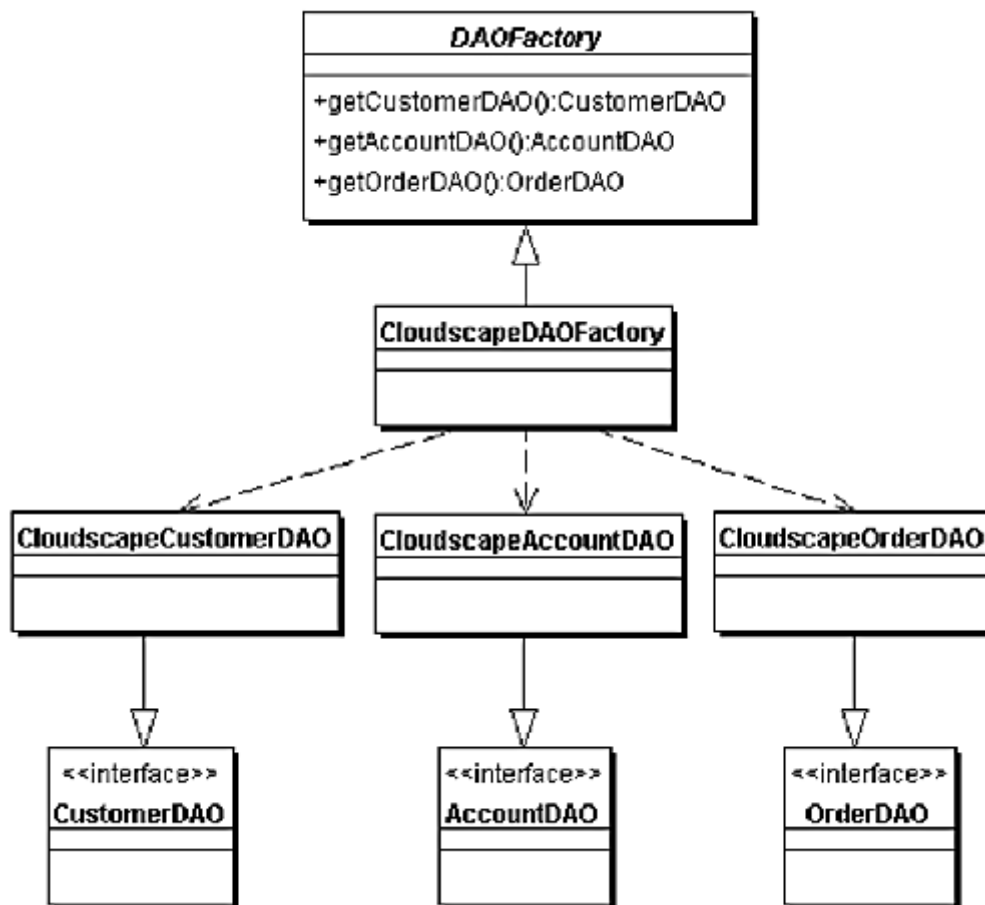 DAOFactory
+getCustomerDAO():CustomerDAO
+getAccountDAO():AccountDAO
+getOrderDAO():OrderDAO
CloudscapeDAOFactory
CloudscapeCustomerDAO
CloudscapeAccountDAO
CloudscapeOrderDAO
<<interface>>
CustomerDAO
<<interface>>
AccountDAO
<<interface>>
OrderDAO